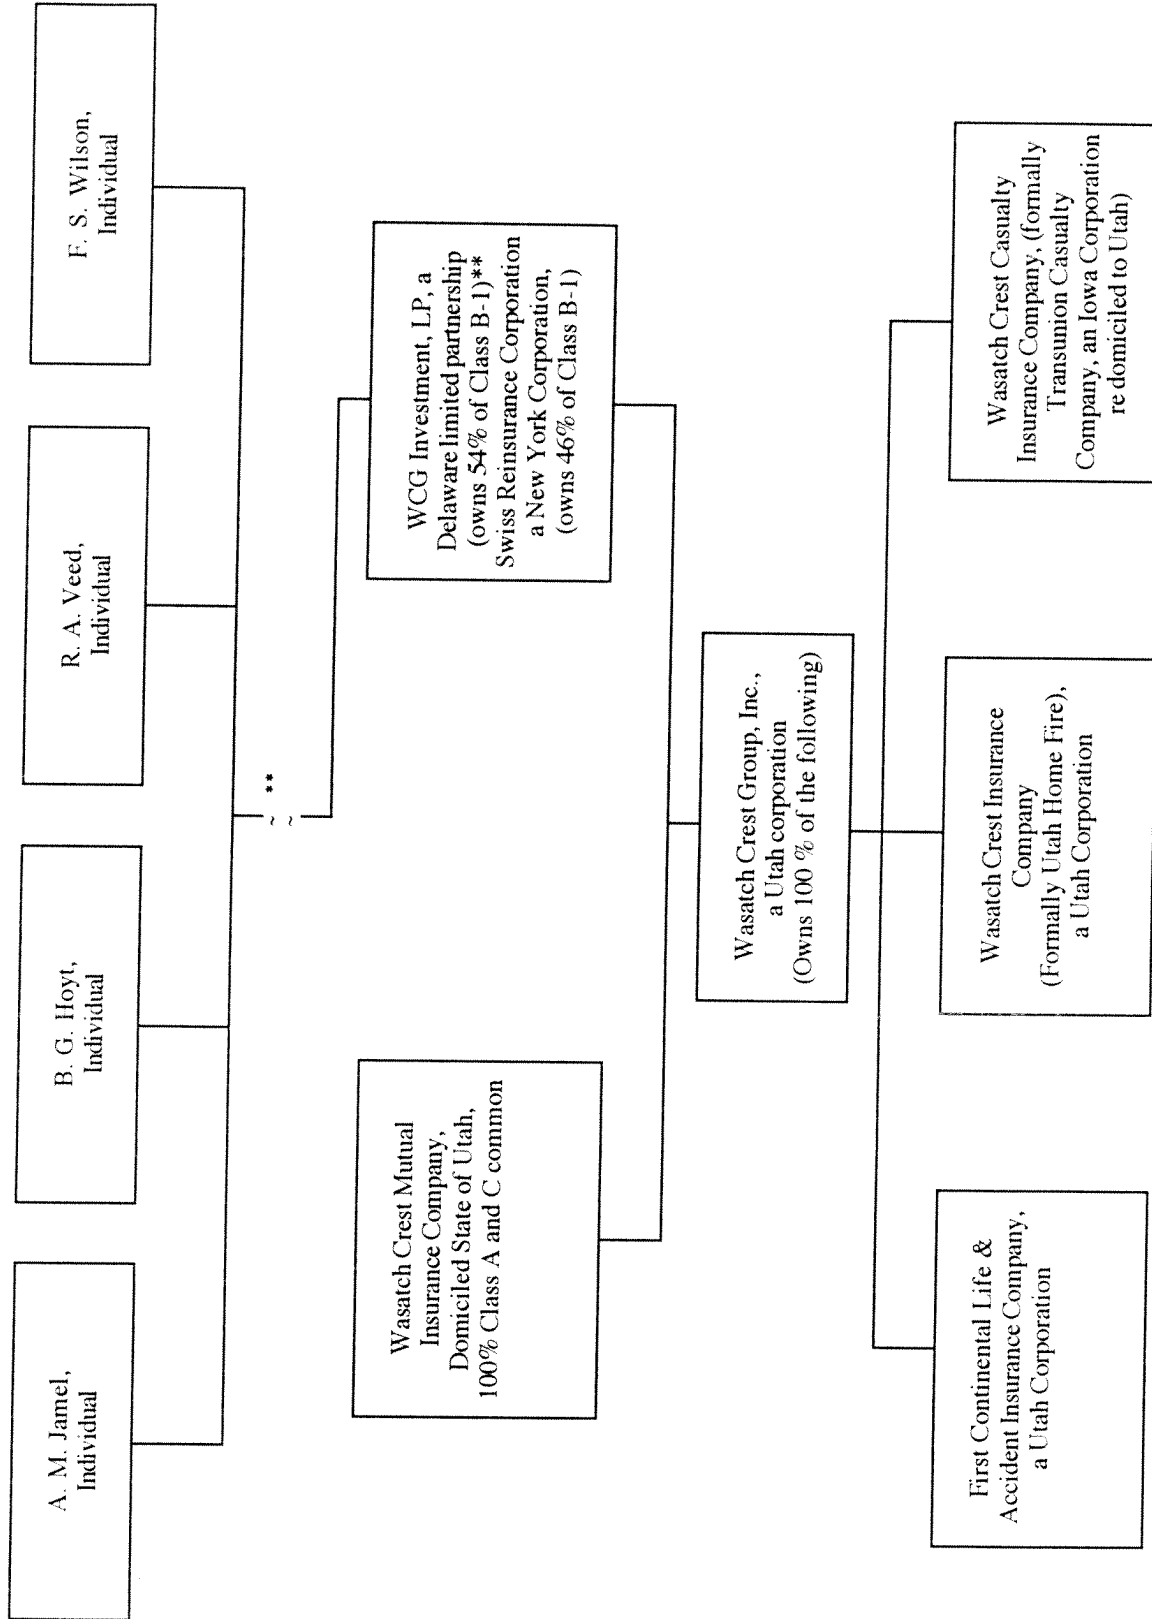 A. M. Jamel,
Individual
B. G. Hoyt,
Individual
R. A. Veed,
Individual
F. S. Wilson,
Individual
~ **
~
Wasatch Crest Mutual
Insurance Company,
Domiciled State of Utah,
100% Class A and C common
WCG Investment, LP, a
Delaware limited partnership
(owns 54% of Class B-1)**
Swiss Reinsurance Corporation
a New York Corporation,
(owns 46% of Class B-1)
Wasatch Crest Group, Inc.,
a Utah corporation
(Owns 100 % of the following)
First Continental Life &
Accident Insurance Company,
a Utah Corporation
Wasatch Crest Insurance
Company
(Formally Utah Home Fire),
a Utah Corporation
Wasatch Crest Casualty
Insurance Company, (formally
Transunion Casualty
Company, an Iowa Corporation
re domiciled to Utah)